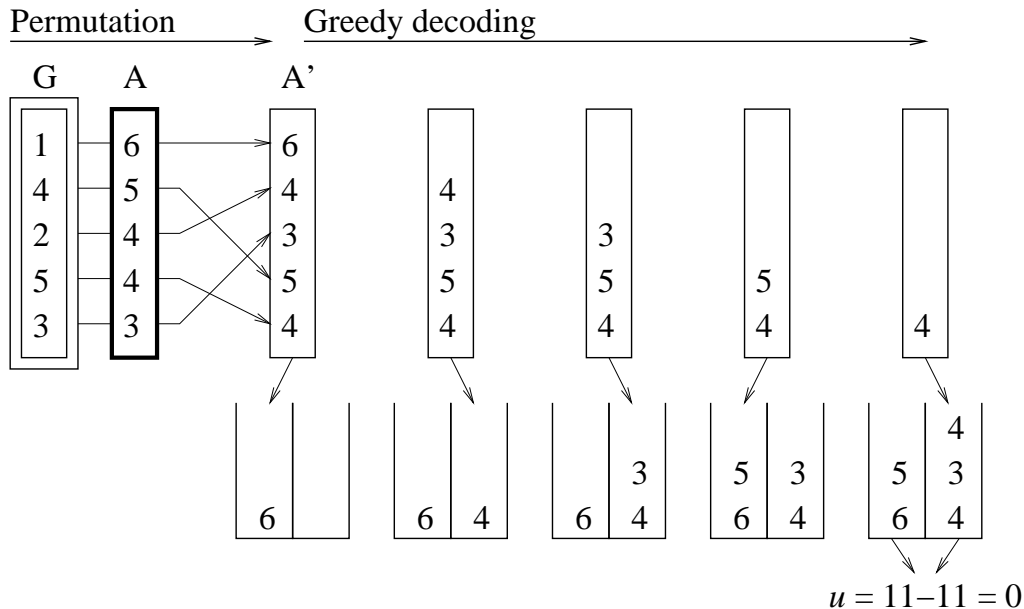 Permutation Greedy decoding
G A A’
1 6 6
4 5 4 4
2 4 3 3 3
5 4 5 5 5 5
3 3 4 4 4 4 4
4
3 5 3 5 3
6 6 4 6 4 6 4 6 4
u = 11−11 = 0